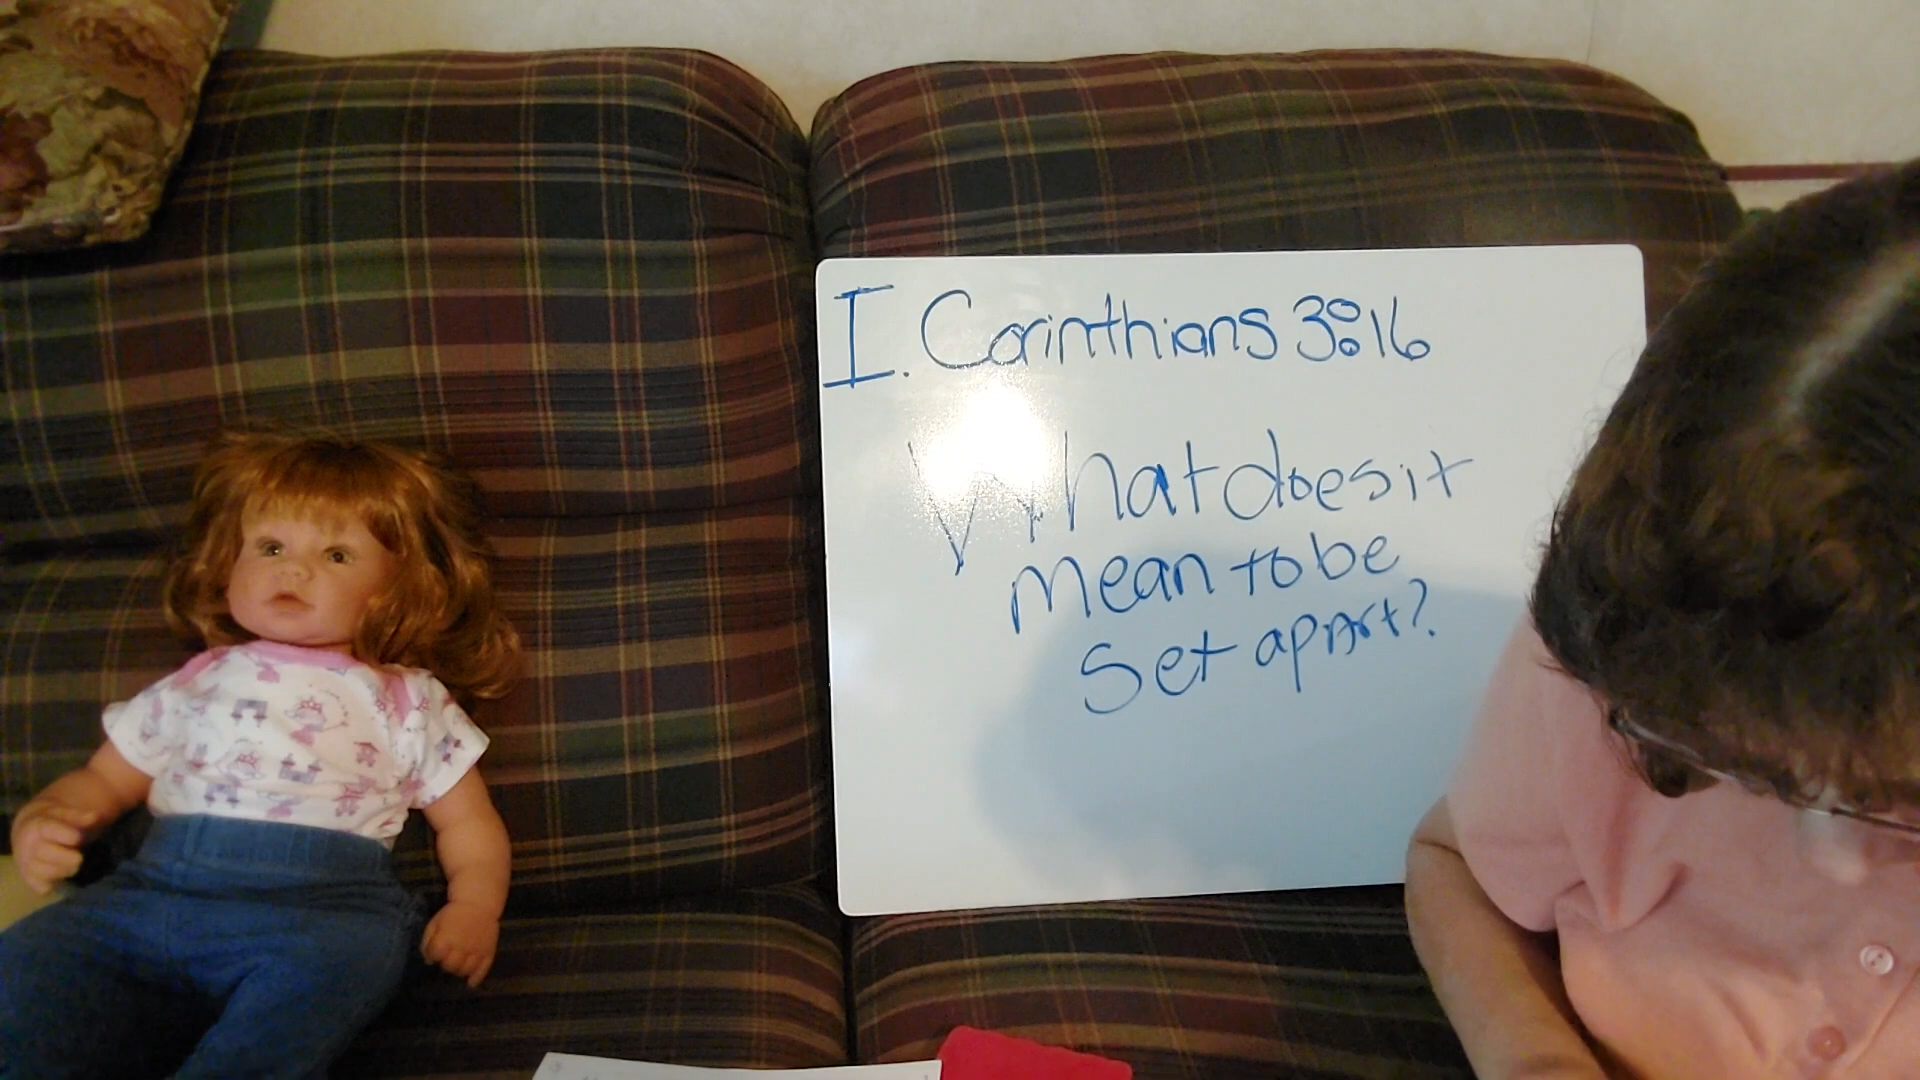 I. Corinthians 3:16
What does it
mean to be
set apart?